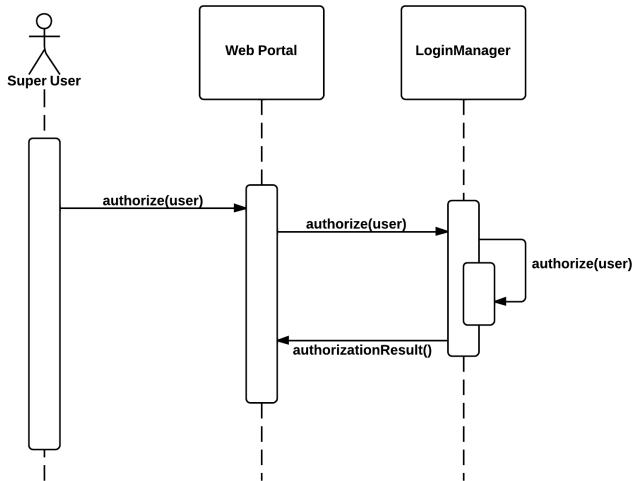 Super User
Web Portal
LoginManager
authorize(user)
authorize(user)
authorize(user)
authorizationResult()